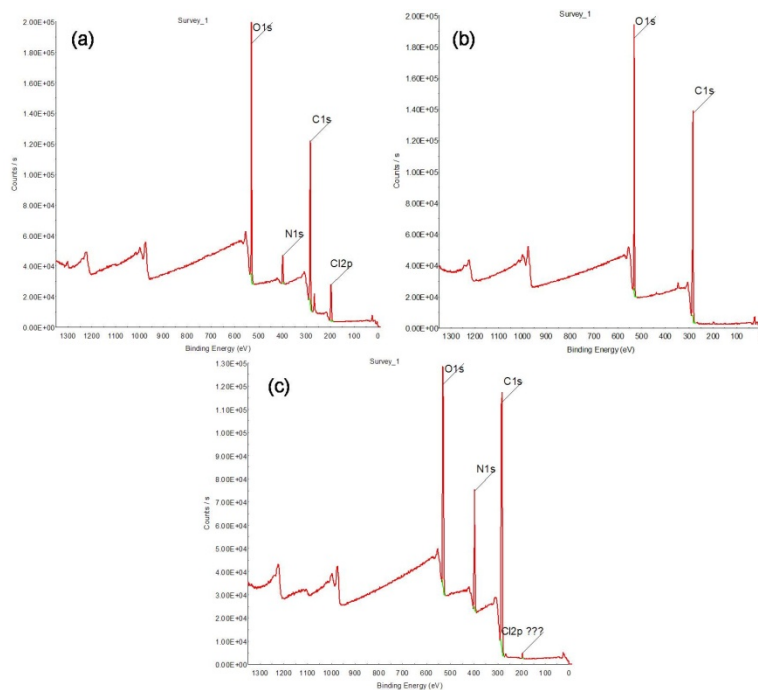 Survey_1
(a)
O1s
C1s
N1s
Cl2p
Counts / s
2.00E+05
1.80E+05
1.60E+05
1.40E+05
1.20E+05
1.00E+05
8.00E+04
6.00E+04
4.00E+04
2.00E+04
0.00E+00
1300 1200 1100 1000 900 800 700 600 500 400 300 200 100 0
Binding Energy (eV)
Survey_1
(b)
O1s
C1s
Counts / s
2.00E+05
1.80E+05
1.60E+05
1.40E+05
1.20E+05
1.00E+05
8.00E+04
6.00E+04
4.00E+04
2.00E+04
0.00E+00
1300 1200 1100 1000 900 800 700 600 500 400 300 200 100
Binding Energy (eV)
Survey_1
(c)
O1s
C1s
N1s
Cl2p ???
Counts / s
1.30E+05
1.20E+05
1.10E+05
1.00E+05
9.00E+04
8.00E+04
7.00E+04
6.00E+04
5.00E+04
4.00E+04
3.00E+04
2.00E+04
1.00E+04
0.00E+00
1300 1200 1100 1000 900 800 700 600 500 400 300 200 100 0
Binding Energy (eV)